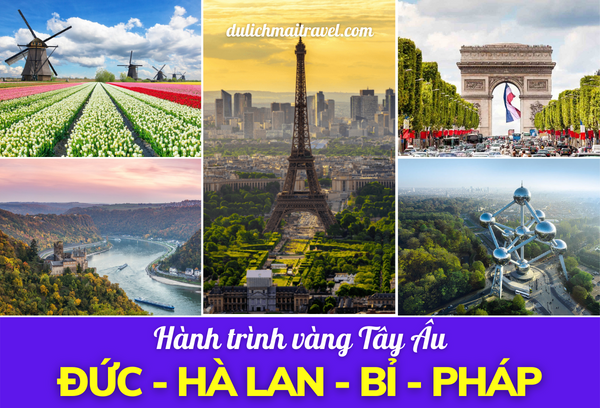 dulichmaitravel.com
Hành trình vàng Tây Âu
ĐỨC - HÀ LAN - BỈ - PHÁP